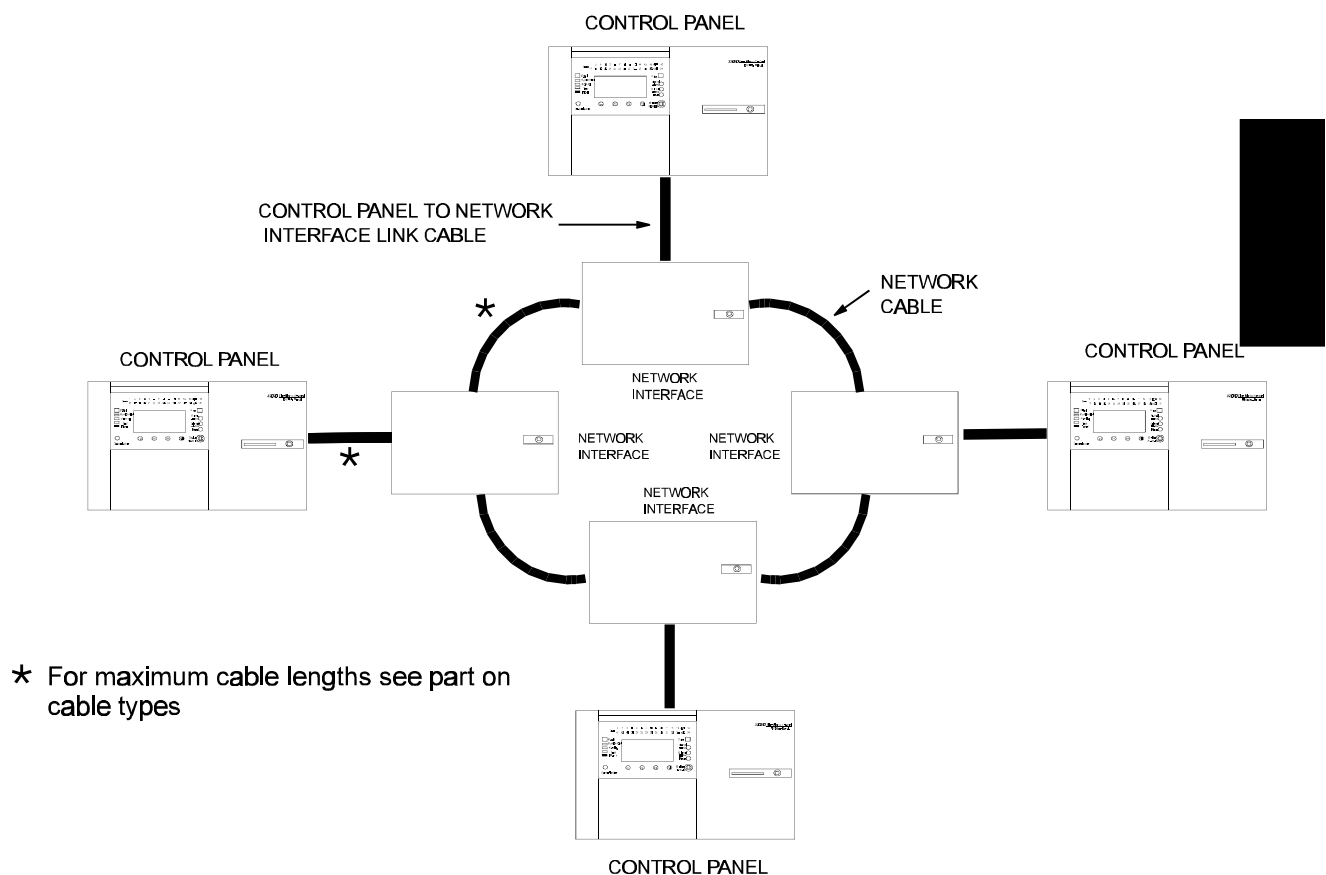 CONTROL PANEL
CONTROL PANEL TO NETWORK
INTERFACE LINK CABLE
*
NETWORK
CABLE
CONTROL PANEL
CONTROL PANEL
NETWORK
INTERFACE
*
NETWORK
INTERFACE
NETWORK
INTERFACE
NETWORK
INTERFACE
* For maximum cable lengths see part on
cable types
CONTROL PANEL